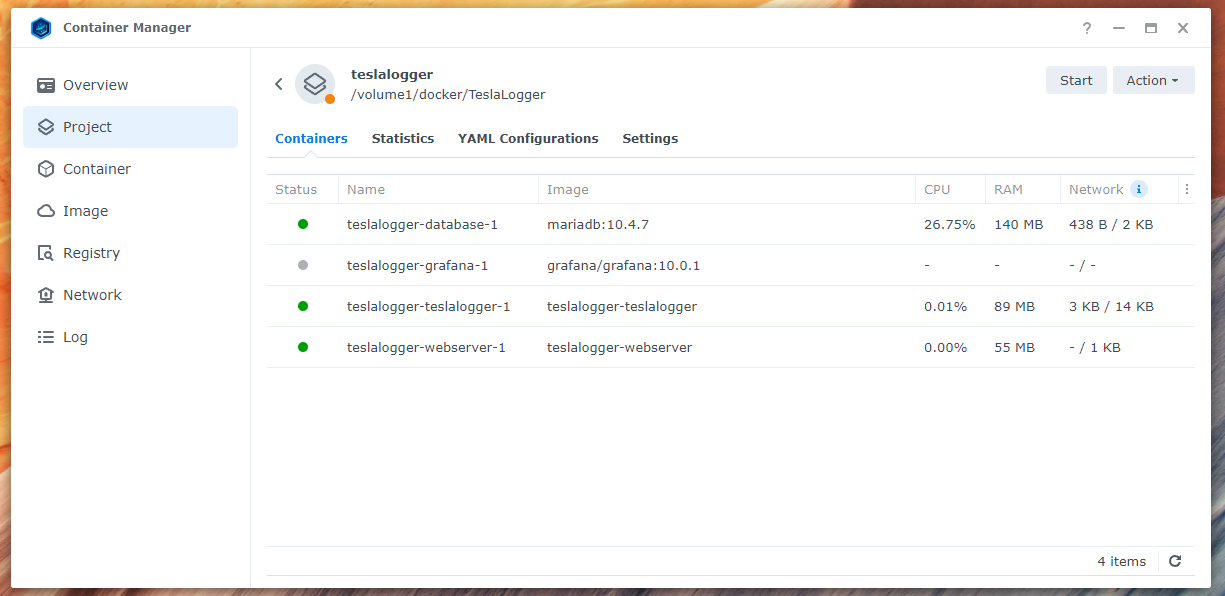 Container Manager
?
Overview
Project
Container
Image
Registry
Network
Log
teslalogger
/volume1/docker/TeslaLogger
Start
Action
Containers Statistics YAML Configurations Settings
Status Name Image CPU RAM Network i
teslalogger-database-1 mariadb:10.4.7 26.75% 140 MB 438 B / 2 KB
teslalogger-grafana-1 grafana/grafana:10.0.1 - - - / -
teslalogger-teslalogger-1 teslalogger-teslalogger 0.01% 89 MB 3 KB / 14 KB
teslalogger-webserver-1 teslalogger-webserver 0.00% 55 MB - / 1 KB
4 items